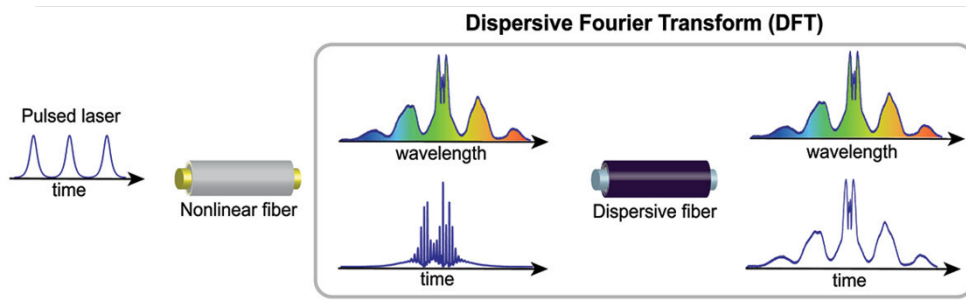 Dispersive Fourier Transform (DFT)
Pulsed laser
time
Nonlinear fiber
wavelength
time
Dispersive fiber
wavelength
time